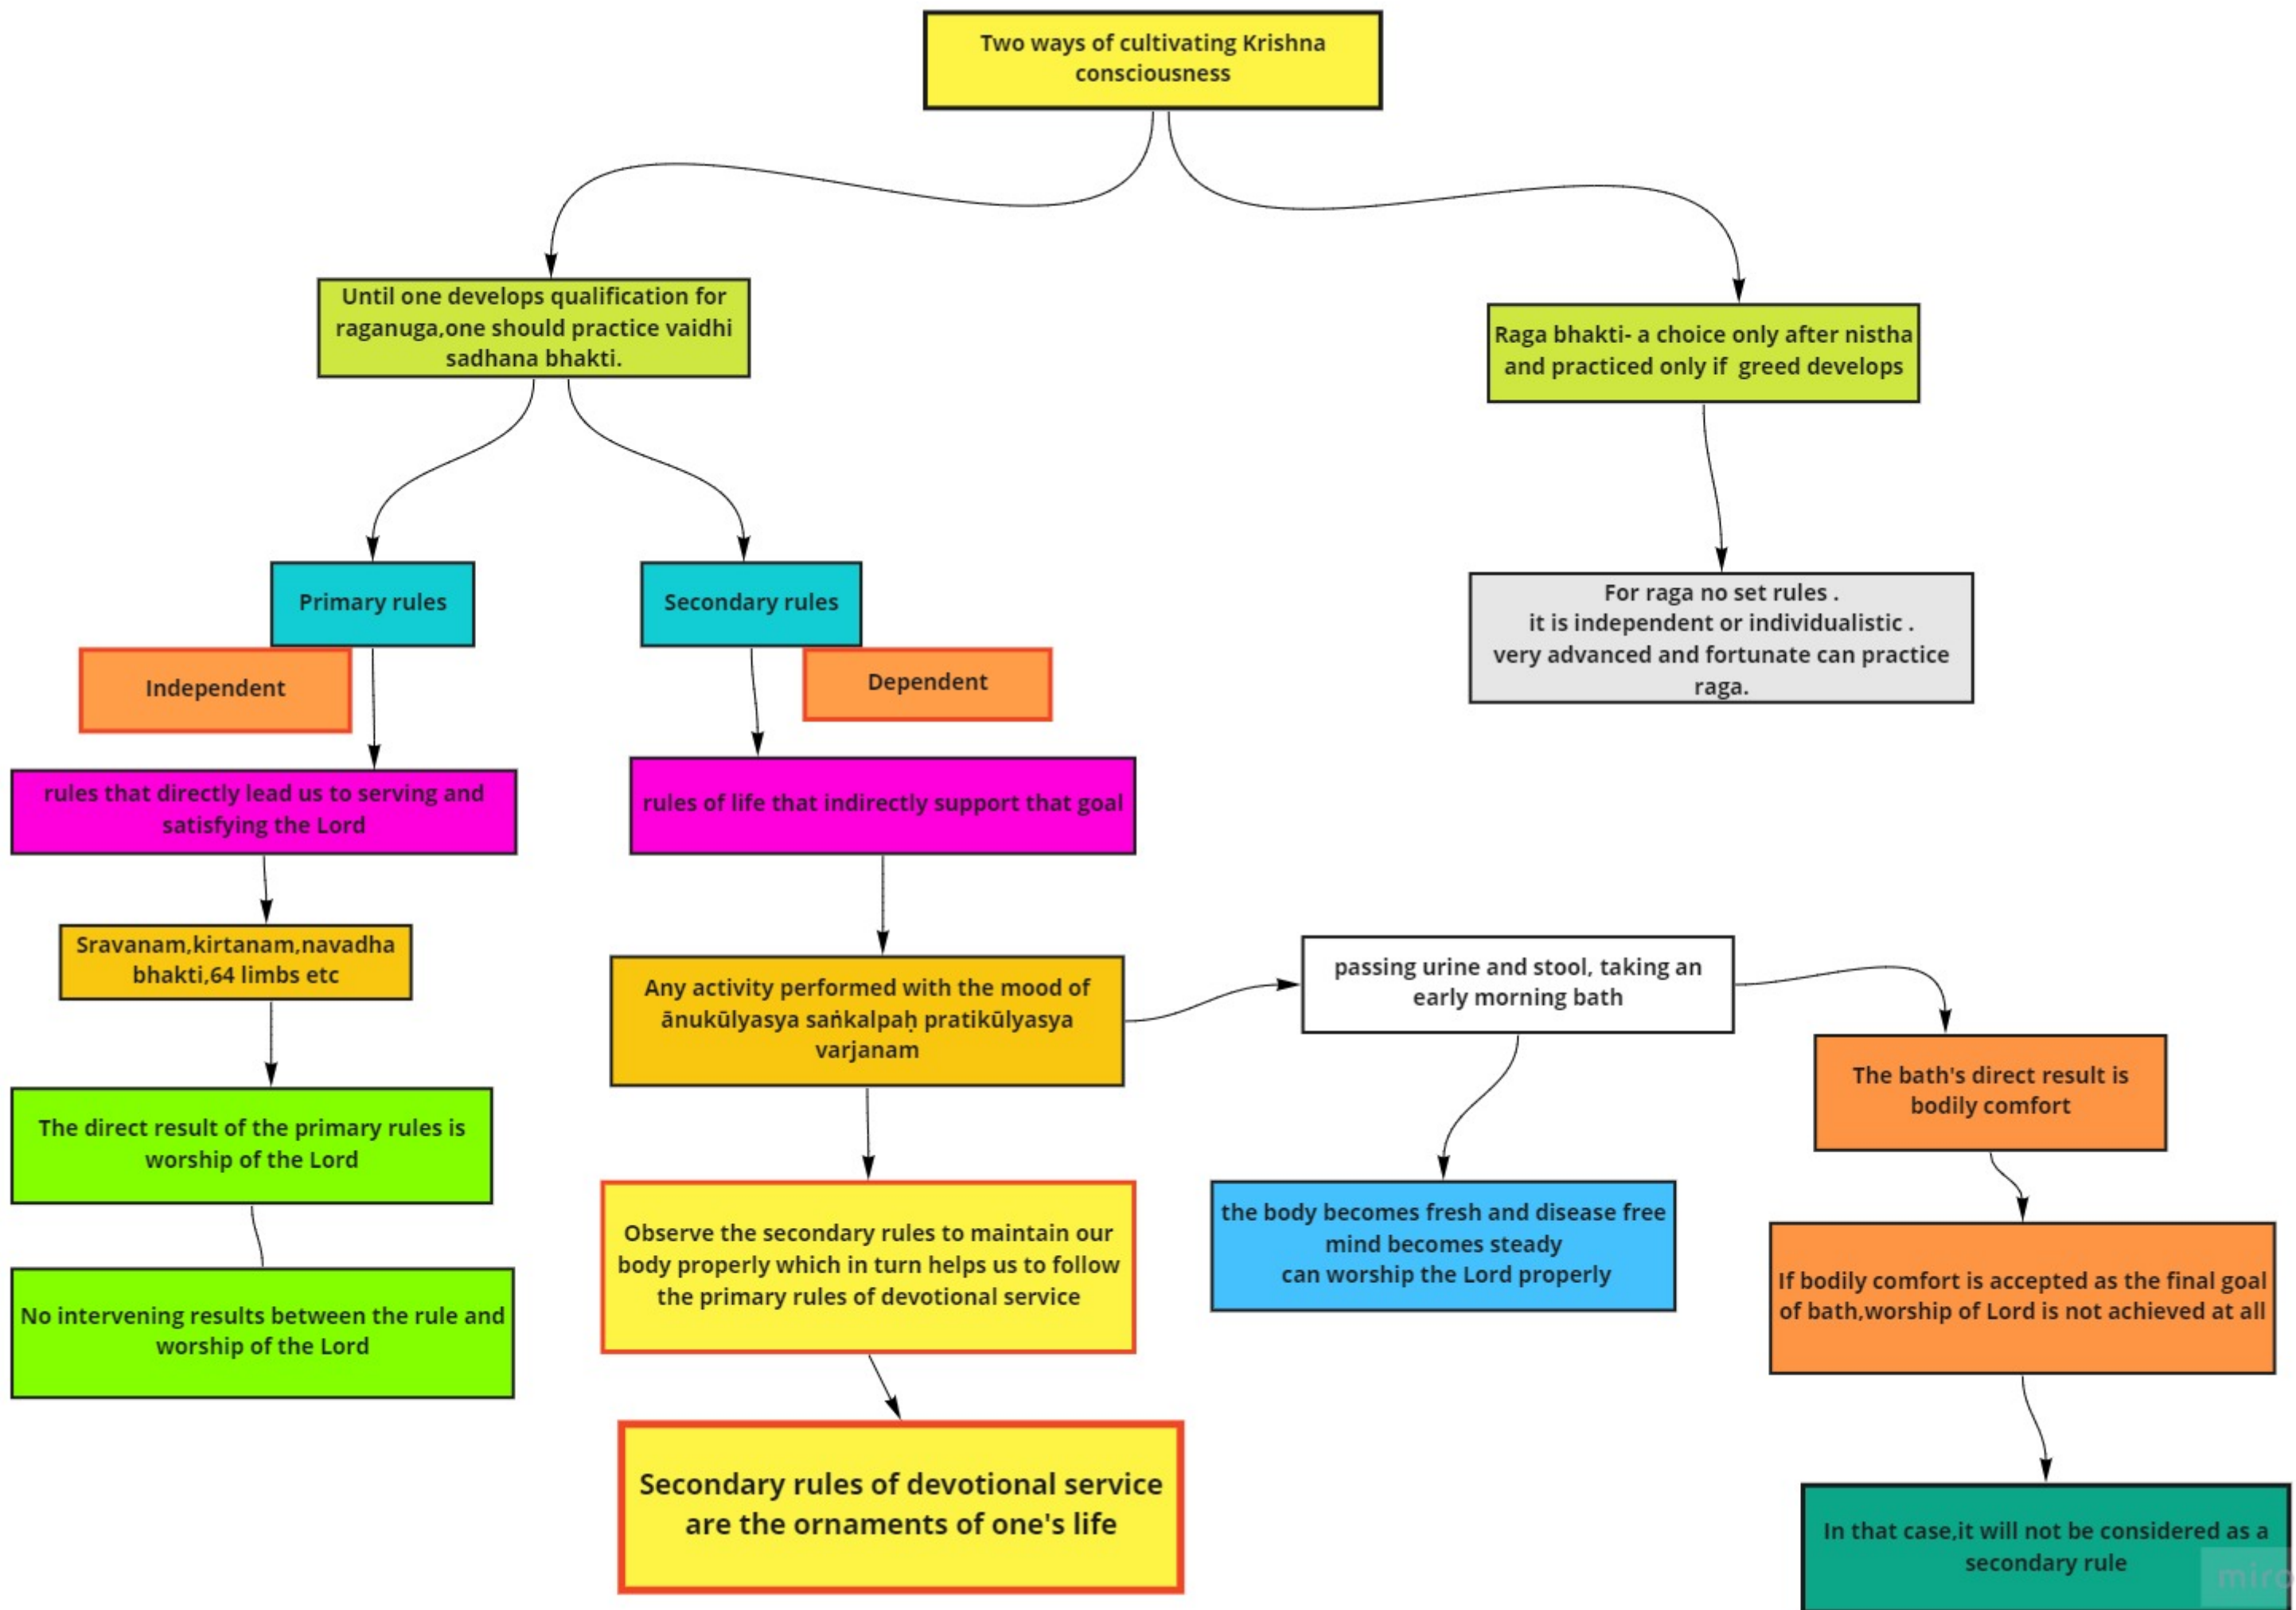 Two ways of cultivating Krishna
consciousness
Until one develops qualification for
raganuga,one should practice vaidhi
sadhana bhakti.
Raga bhakti- a choice only after nistha
and practiced only if greed develops
Primary rules
Secondary rules
For raga no set rules .
it is independent or individualistic .
very advanced and fortunate can practice
raga.
Independent
Dependent
rules that directly lead us to serving and
satisfying the Lord
rules of life that indirectly support that goal
Sravanam,kirtanam,navadha
bhakti,64 limbs etc
Any activity performed with the mood of
ānukūlyasya saṅkalpaḥ pratikūlyasya
varjanam
passing urine and stool, taking an
early morning bath
The bath's direct result is
bodily comfort
The direct result of the primary rules is
worship of the Lord
Observe the secondary rules to maintain our
body properly which in turn helps us to follow
the primary rules of devotional service
the body becomes fresh and disease free
mind becomes steady
can worship the Lord properly
If bodily comfort is accepted as the final goal
of bath,worship of Lord is not achieved at all
No intervening results between the rule and
worship of the Lord
Secondary rules of devotional service
are the ornaments of one's life
In that case,it will not be considered as a
secondary rule
miro